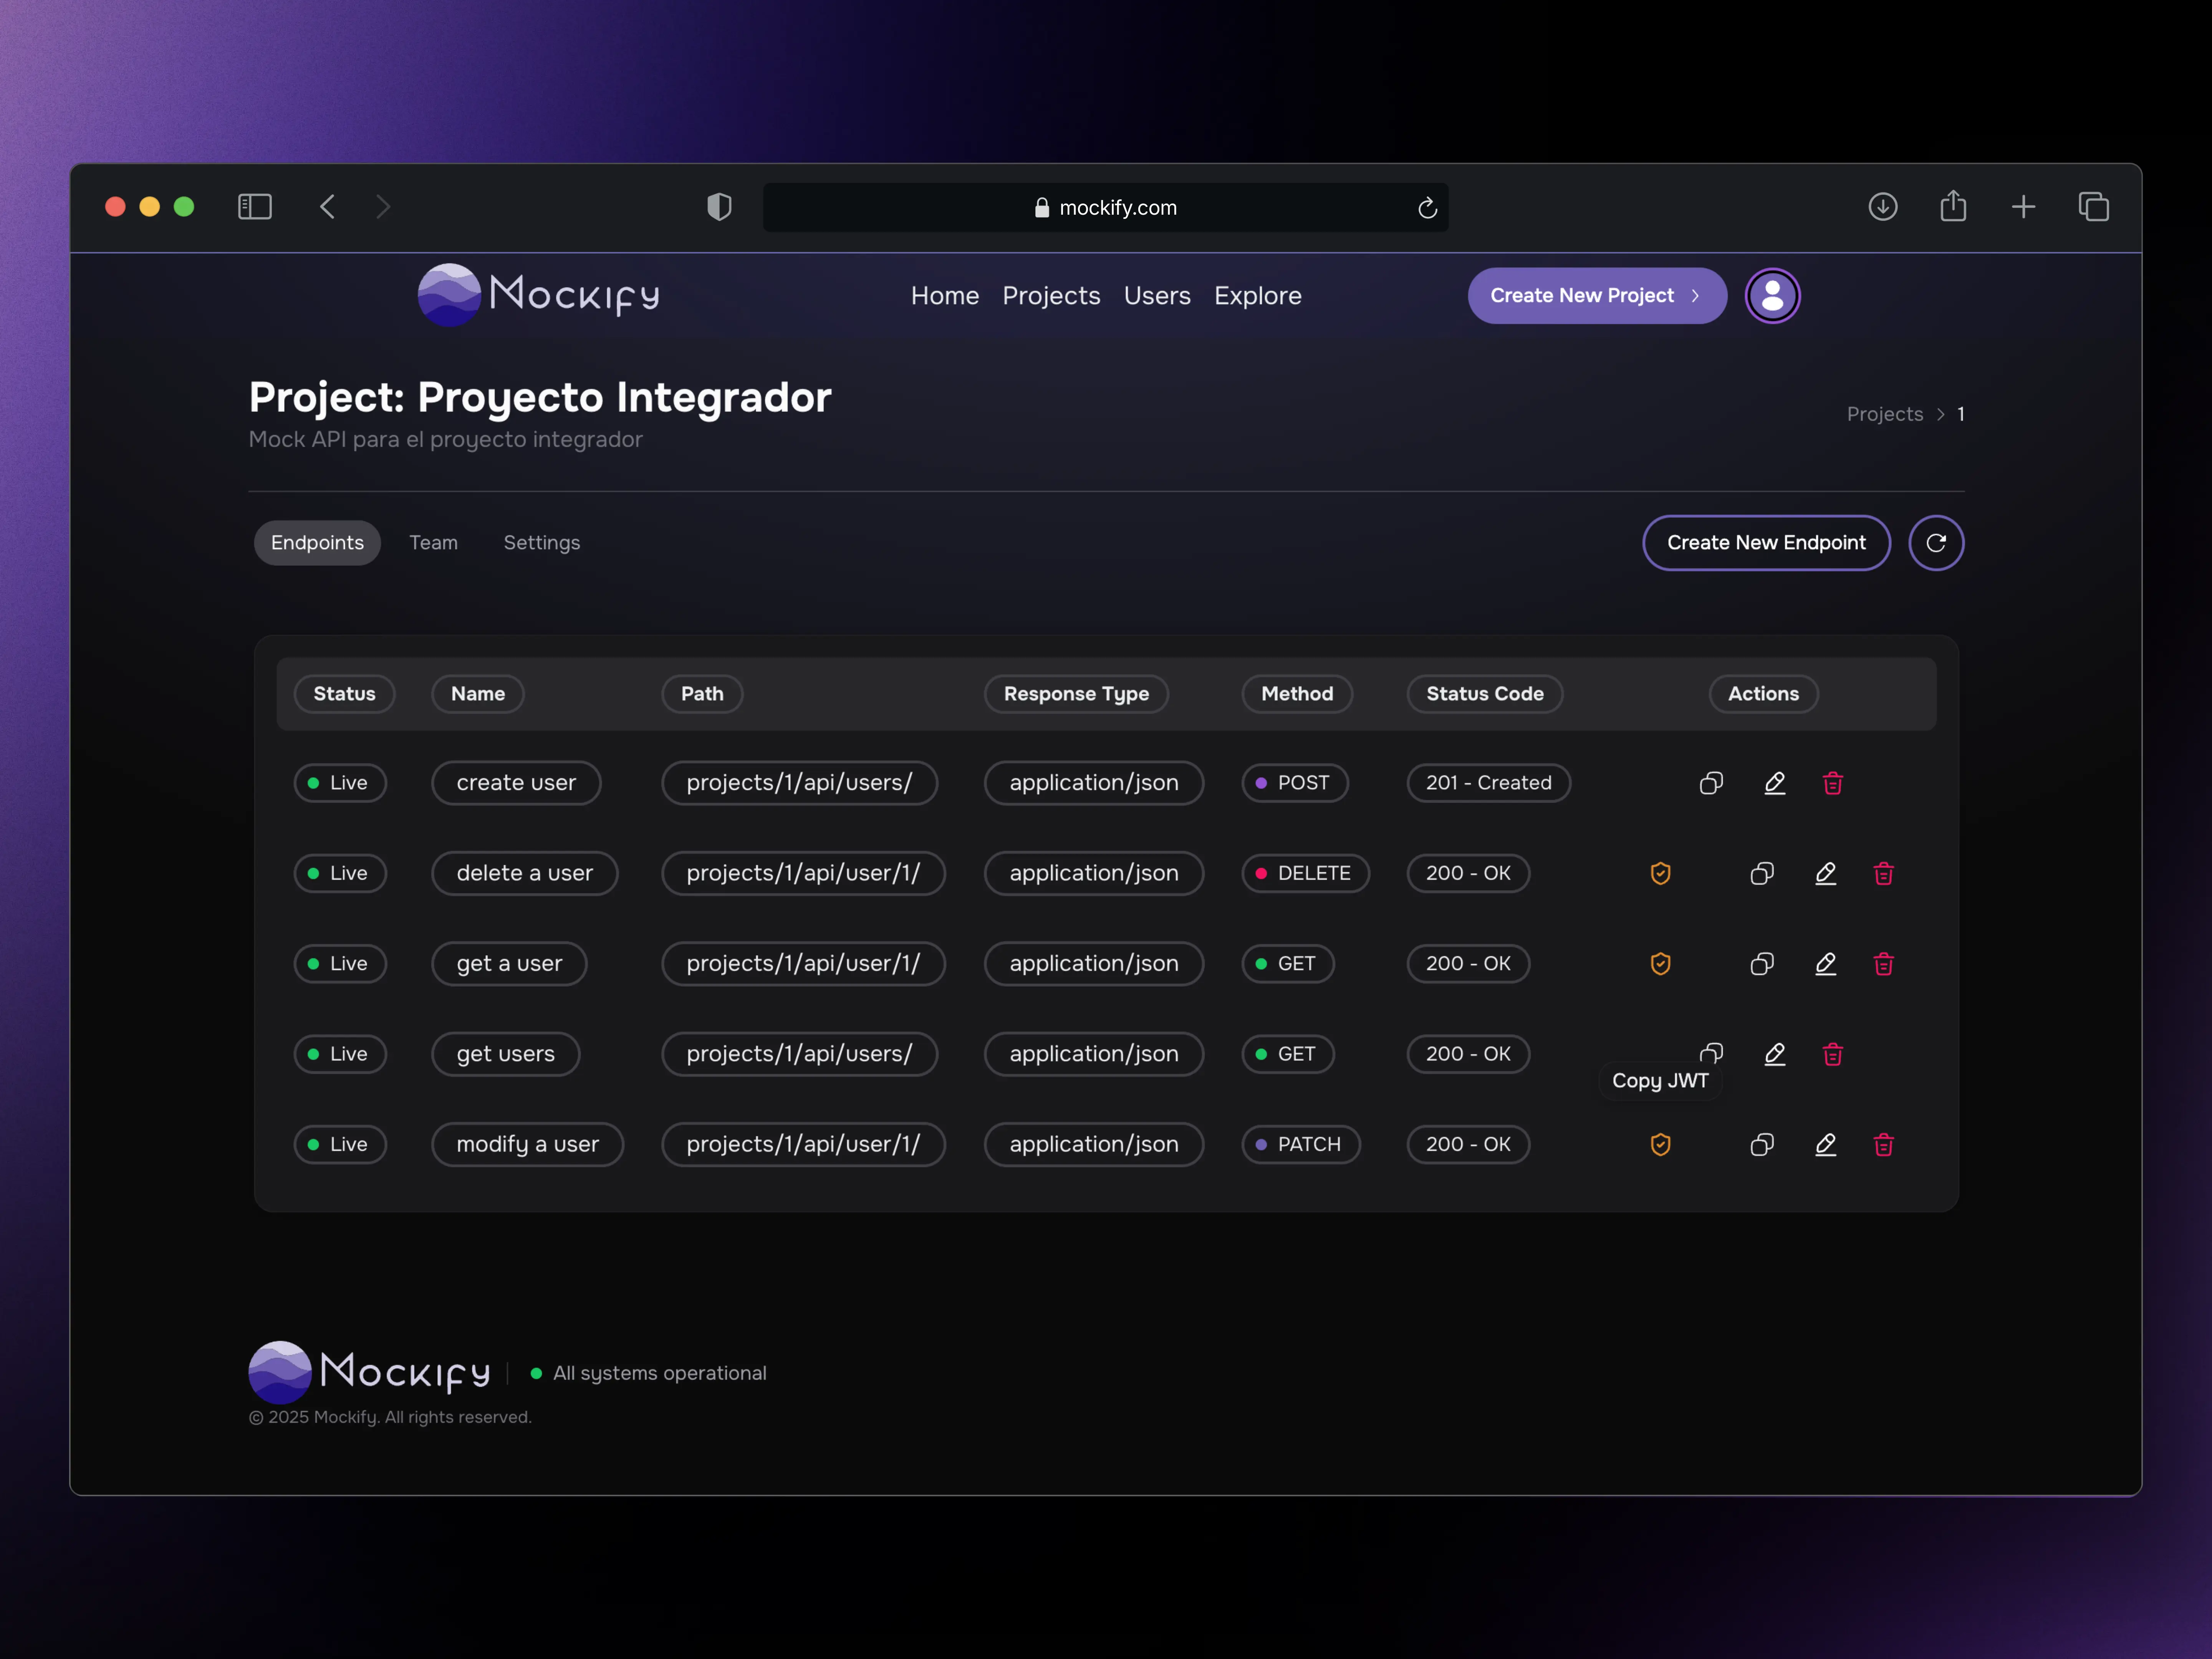 mockify.com
Mockify
Home Projects Users Explore
Create New Project
Project: Proyecto Integrador
Mock API para el proyecto integrador
Projects > 1
Endpoints Team Settings
Create New Endpoint
Status Name Path Response Type Method Status Code Actions
Live create user projects/1/api/users/ application/json POST 201 - Created
Live delete a user projects/1/api/user/1/ application/json DELETE 200 - OK
Live get a user projects/1/api/user/1/ application/json GET 200 - OK
Live get users projects/1/api/users/ application/json GET 200 - OK
Copy JWT
Live modify a user projects/1/api/user/1/ application/json PATCH 200 - OK
Mockify
All systems operational
© 2025 Mockify. All rights reserved.